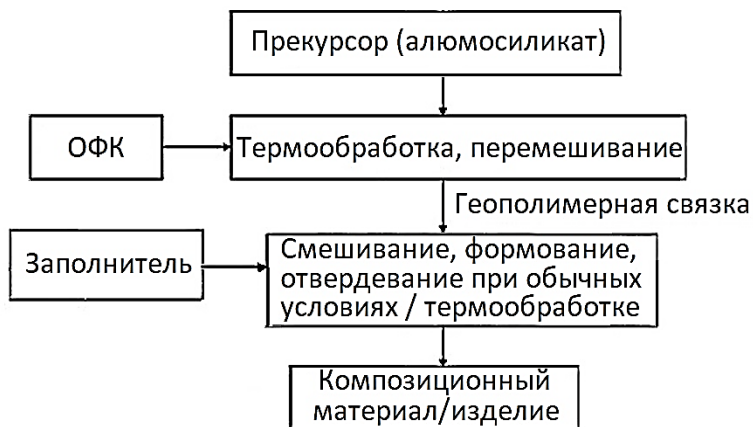 Прекурсор (алюмосиликат)
ОФК
Термообработка, перемешивание
Геополимерная связка
Заполнитель
Смешивание, формование,
отвердевание при обычных
условиях / термообработке
Композиционный
материал/изделие